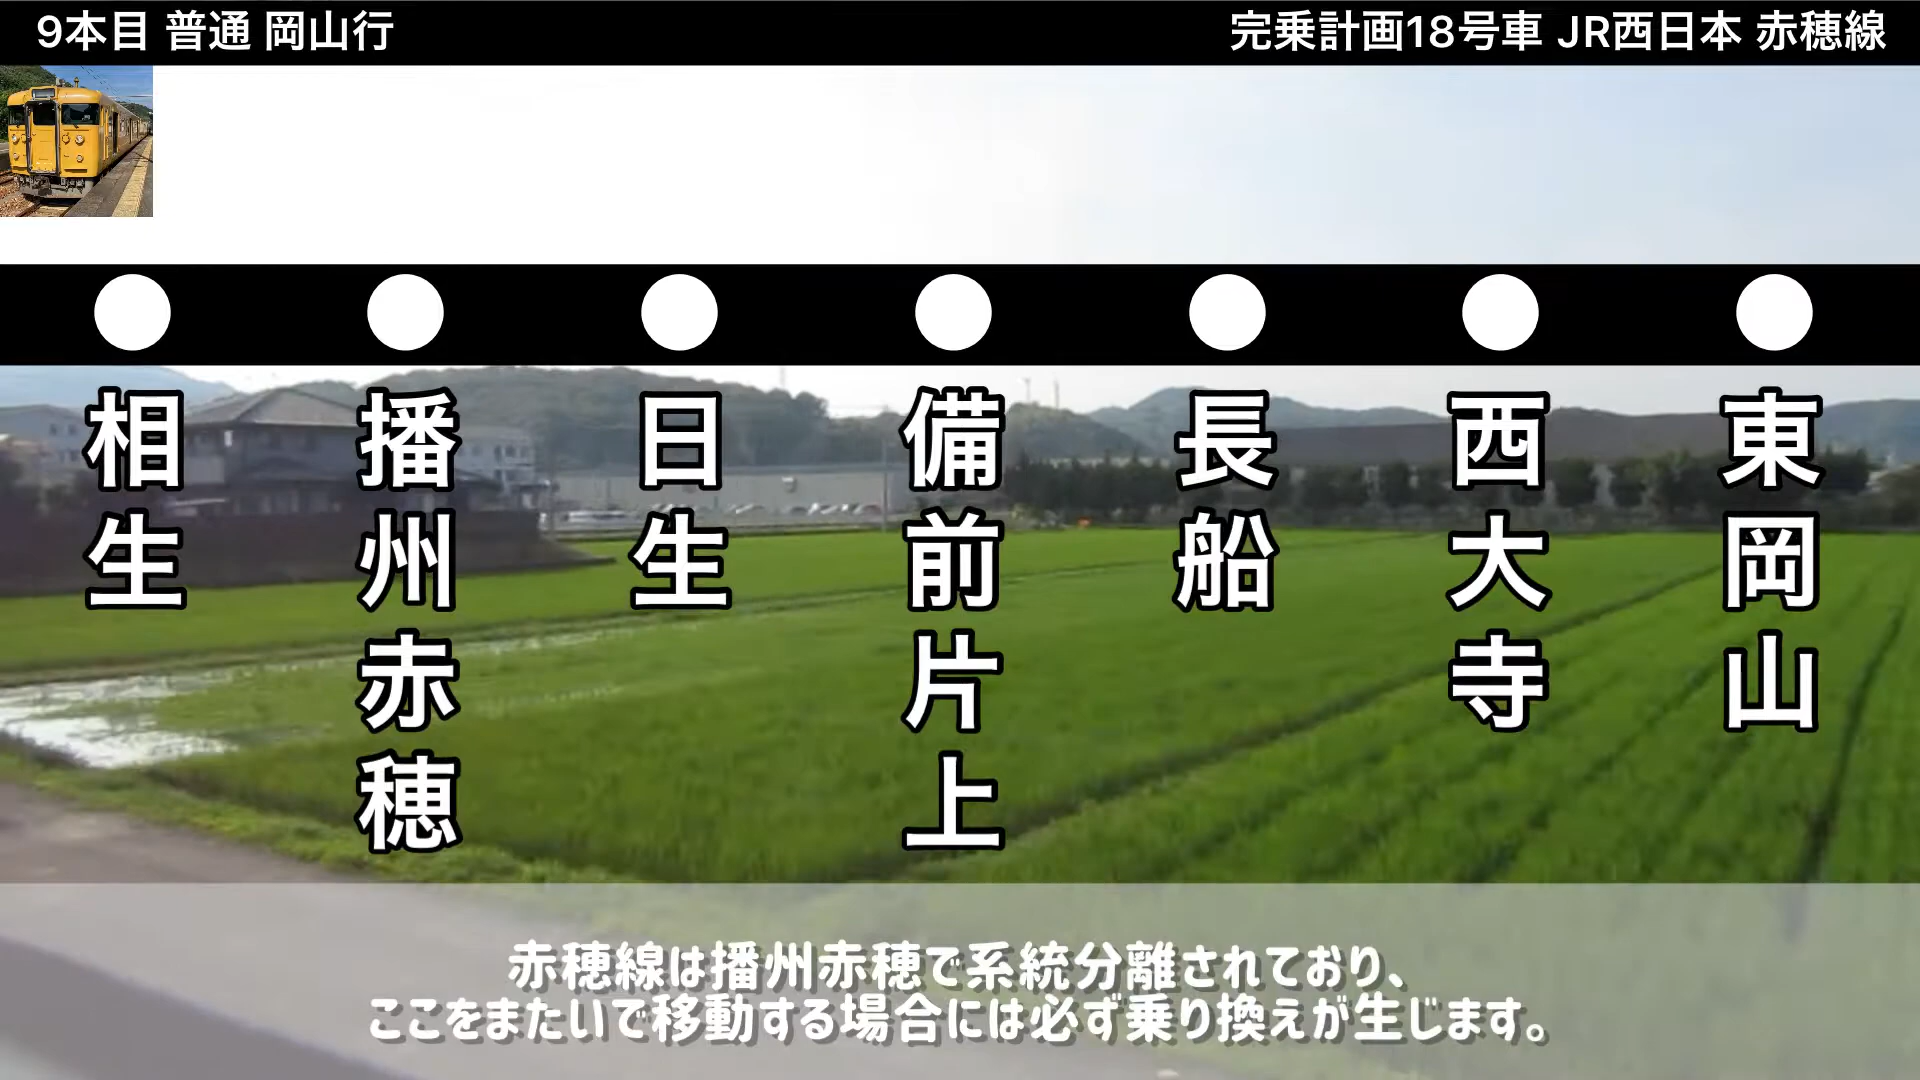 9本目 普通 岡山行
完乗計画18号車 JR西日本 赤穂線
相生
播州赤穂
日生
備前片上
長船
西大寺
東岡山
赤穂線は播州赤穂で系統分離されており、
ここをまたいで移動する場合には必ず乗り換えが生じます。